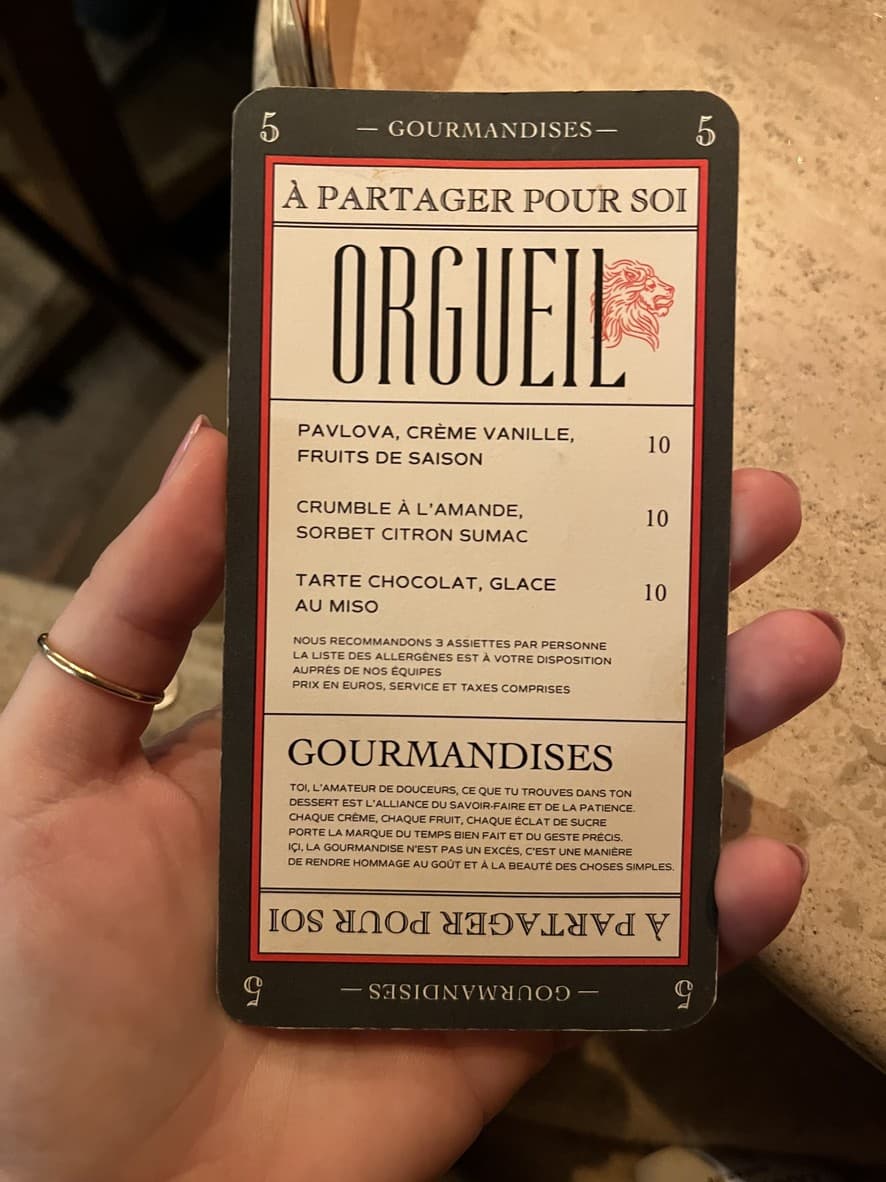 5 — GOURMANDISES— 5
À PARTAGER POUR SOI
ORGUEIL
PAVLOVA, CRÈME VANILLE, 10
FRUITS DE SAISON
CRUMBLE À L'AMANDE, 10
SORBET CITRON SUMAC
TARTE CHOCOLAT, GLACE 10
AU MISO
NOUS RECOMMANDONS 3 ASSIETTES PAR PERSONNE
LA LISTE DES ALLERGÈNES EST À VOTRE DISPOSITION
AUPRÈS DE NOS ÉQUIPES
PRIX EN EUROS, SERVICE ET TAXES COMPRISES
GOURMANDISES
TOI, L'AMATEUR DE DOUCEURS, CE QUE TU TROUVES DANS TON
DESSERT EST L'ALLIANCE DU SAVOIR-FAIRE ET DE LA PATIENCE.
CHAQUE CRÈME, CHAQUE FRUIT, CHAQUE ÉCLAT DE SUCRE
PORTE LA MARQUE DU TEMPS BIEN FAIT ET DU GESTE PRÉCIS.
IÇI, LA GOURMANDISE N'EST PAS UN EXCÈS, C'EST UNE MANIÈRE
DE RENDRE HOMMAGE AU GOÛT ET À LA BEAUTÉ DES CHOSES SIMPLES.
À PARTAGER POUR SOI
5 — GOURMANDISES — 5